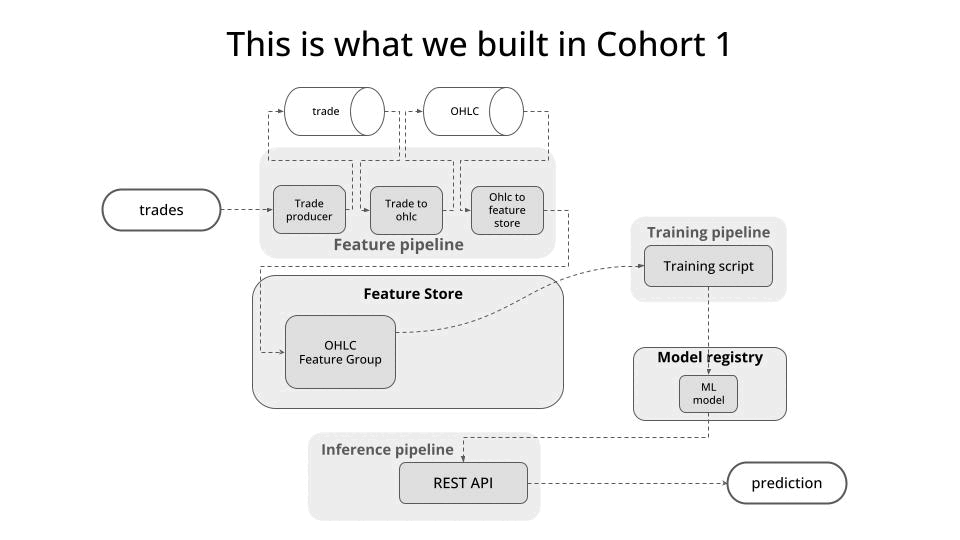 This is what we built in Cohort 1
trade
OHLC
trades
Trade
producer
Trade to
ohlc
Ohlc to
feature
store
Feature pipeline
Training pipeline
Training script
Feature Store
OHLC
Feature Group
Model registry
ML
model
Inference pipeline
REST API
prediction